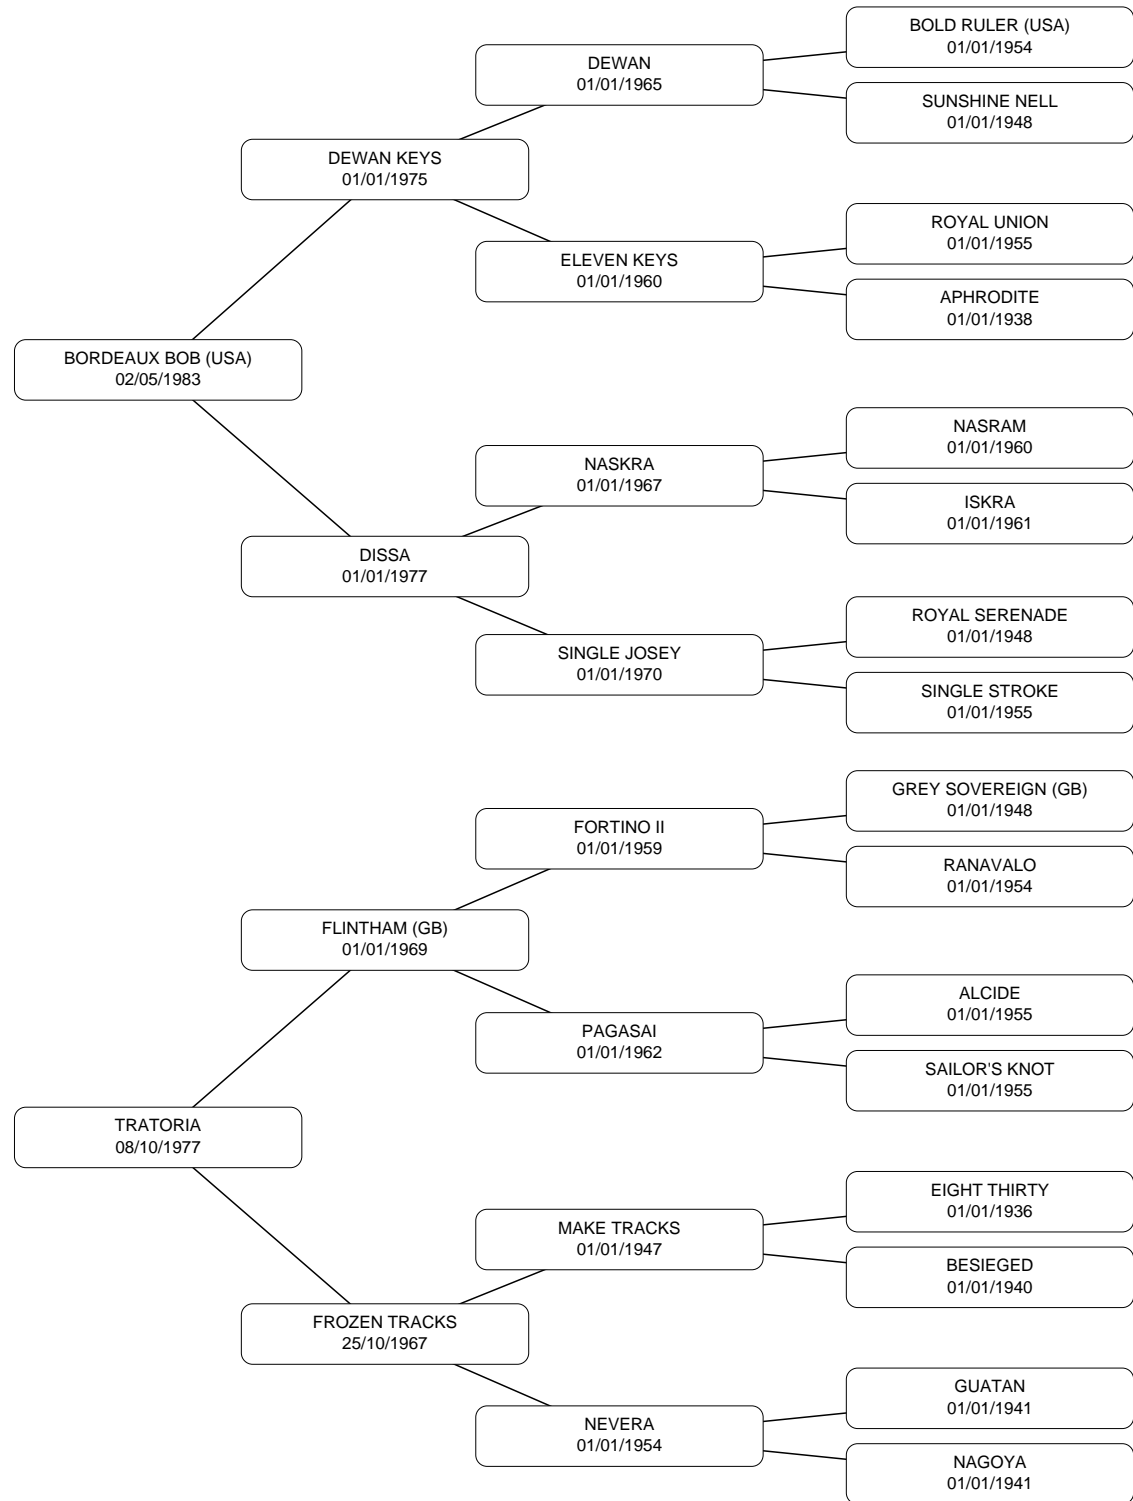 BOLD RULER (USA)
01/01/1954
DEWAN
01/01/1965
SUNSHINE NELL
01/01/1948
DEWAN KEYS
01/01/1975
ROYAL UNION
01/01/1955
ELEVEN KEYS
01/01/1960
APHRODITE
01/01/1938
BORDEAUX BOB (USA)
02/05/1983
NASRAM
01/01/1960
NASKRA
01/01/1967
ISKRA
01/01/1961
DISSA
01/01/1977
ROYAL SERENADE
01/01/1948
SINGLE JOSEY
01/01/1970
SINGLE STROKE
01/01/1955
GREY SOVEREIGN (GB)
01/01/1948
FORTINO II
01/01/1959
RANAVALO
01/01/1954
FLINTHAM (GB)
01/01/1969
ALCIDE
01/01/1955
PAGASAI
01/01/1962
SAILOR'S KNOT
01/01/1955
TRATORIA
08/10/1977
EIGHT THIRTY
01/01/1936
MAKE TRACKS
01/01/1947
BESIEGED
01/01/1940
FROZEN TRACKS
25/10/1967
GUATAN
01/01/1941
NEVERA
01/01/1954
NAGOYA
01/01/1941